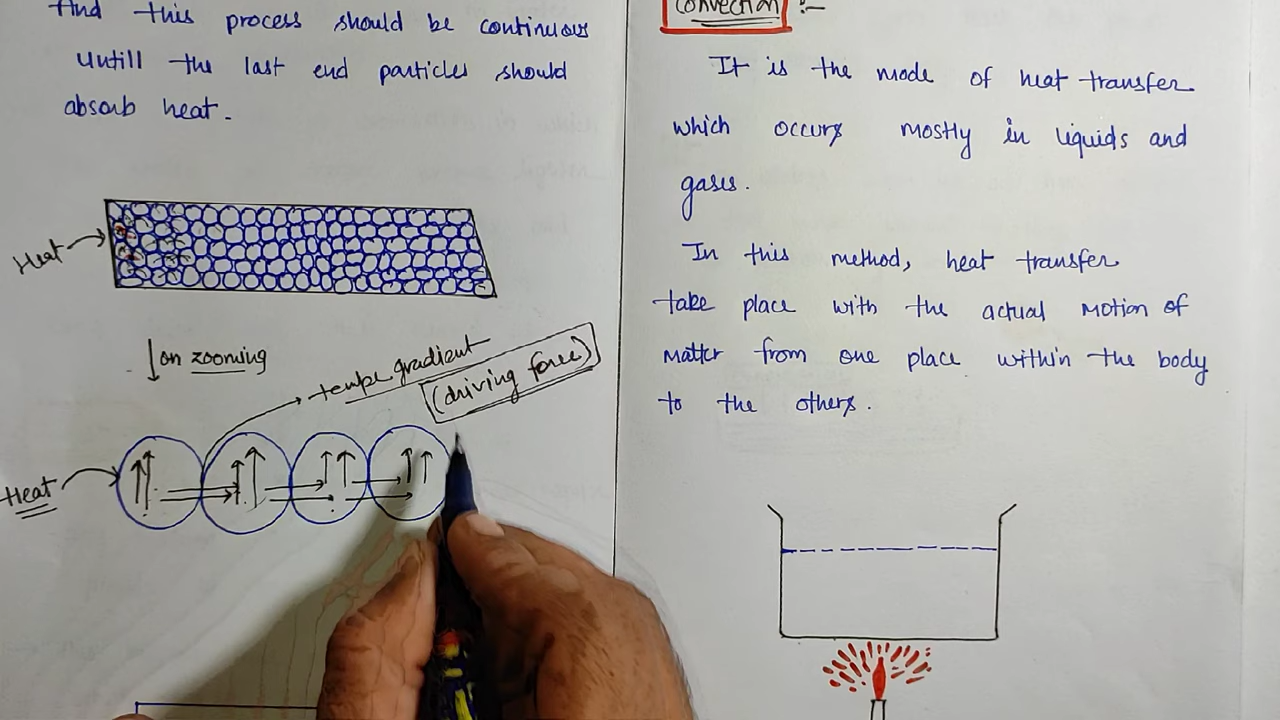 And this process should be continuous
Untill the last end particles should
absorb heat.
Heat
on zooming
tempe gradient
(driving force)
Heat
Convection :-
It is the mode of heat transfer
which occurs mostly in liquids and
gases.
In this method, heat transfer
take place with the actual motion of
matter from one place within the body
to the others.